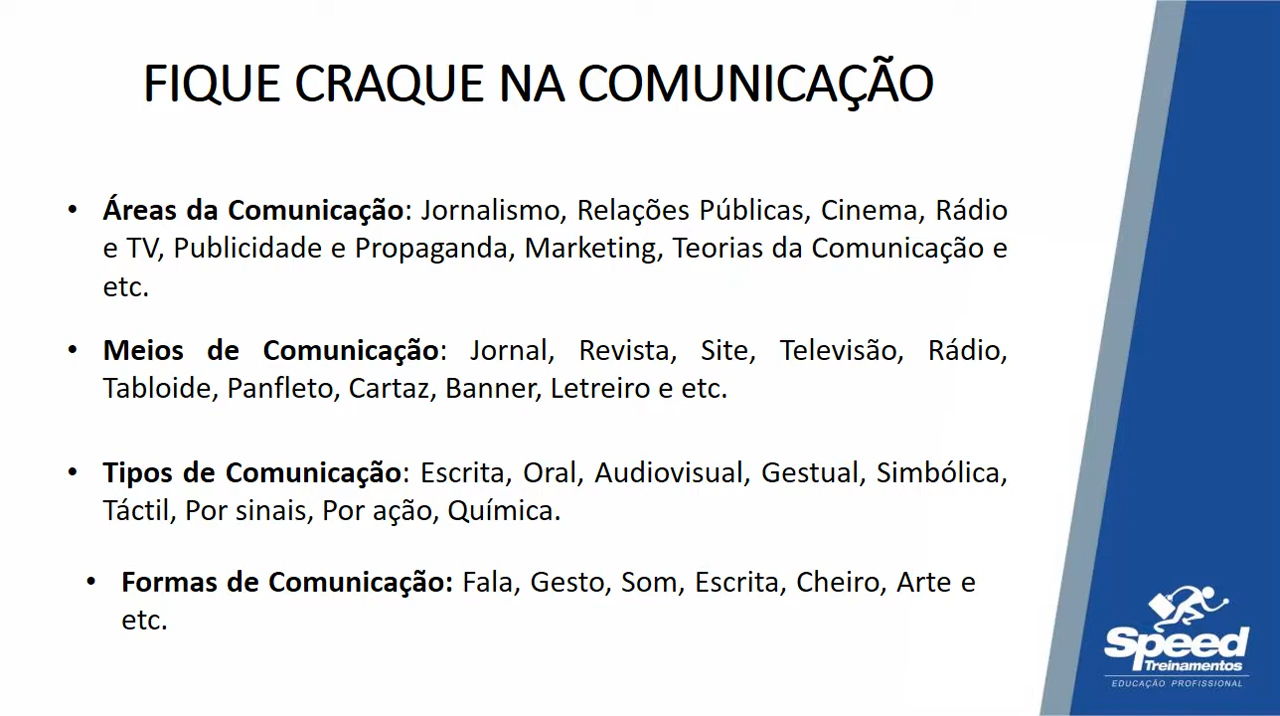 FIQUE CRAQUE NA COMUNICAÇÃO
• Áreas da Comunicação: Jornalismo, Relações Públicas, Cinema, Rádio
e TV, Publicidade e Propaganda, Marketing, Teorias da Comunicação e
etc.
• Meios de Comunicação: Jornal, Revista, Site, Televisão, Rádio,
Tabloide, Panfleto, Cartaz, Banner, Letreiro e etc.
• Tipos de Comunicação: Escrita, Oral, Audiovisual, Gestual, Simbólica,
Táctil, Por sinais, Por ação, Química.
• Formas de Comunicação: Fala, Gesto, Som, Escrita, Cheiro, Arte e
etc.
Speed
Treinamentos
EDUCAÇÃO PROFISSIONAL